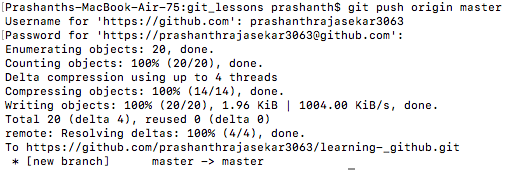 [Prashanths-MacBook-Air-75:git_lessons prashanth$ git push origin master
Username for 'https://github.com': prashanthrajasekar3063
[Password for 'https://prashanthrajasekar3063@github.com':
Enumerating objects: 20, done.
Counting objects: 100% (20/20), done.
Delta compression using up to 4 threads
Compressing objects: 100% (14/14), done.
Writing objects: 100% (20/20), 1.96 KiB | 1004.00 KiB/s, done.
Total 20 (delta 4), reused 0 (delta 0)
remote: Resolving deltas: 100% (4/4), done.
To https://github.com/prashanthrajasekar3063/learning-_github.git
 * [new branch]      master -> master